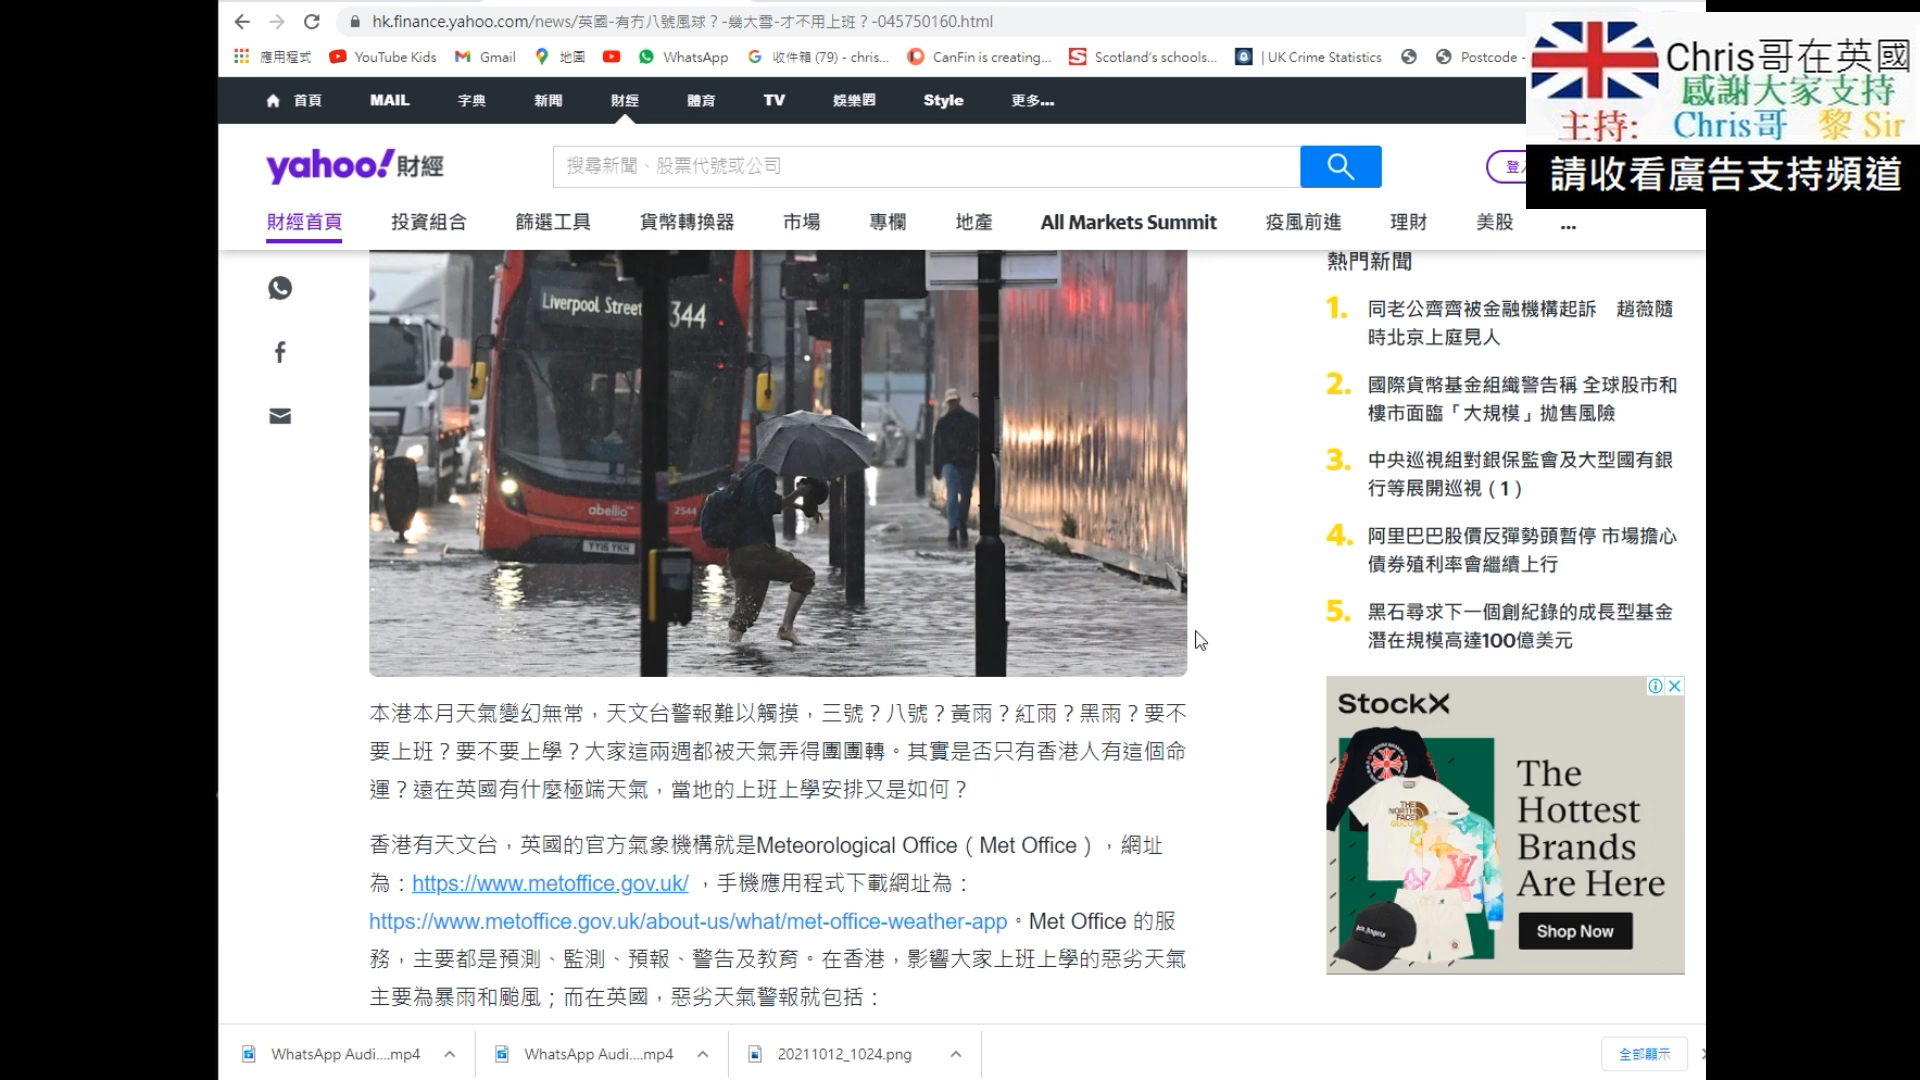 hk.finance.yahoo.com/news/英國-有冇八號風球？-幾大雪-才不用上班？-045750160.html
應用程式 YouTube Kids Gmail 地圖 WhatsApp 收件箱 (79) - chris... CanFin is creating... Scotland's schools... | UK Crime Statistics Postcode -
Chris哥在英國
感謝大家支持
主持: Chris哥 黎 Sir
請收看廣告支持頻道
首頁 MAIL 字典 新聞 財經 體育 TV 娛樂圈 Style 更多...
yahoo!財經
搜尋新聞、股票代號或公司
財經首頁 投資組合 篩選工具 貨幣轉換器 市場 專欄 地產 All Markets Summit 疫風前進 理財 美股 ...
Liverpool Street 344
abellio 2544
YY16 YKH
熱門新聞
1. 同老公齊齊被金融機構起訴　趙薇隨
時北京上庭見人
2. 國際貨幣基金組織警告稱 全球股市和
樓市面臨「大規模」拋售風險
3. 中央巡視組對銀保監會及大型國有銀
行等展開巡視 ( 1 )
4. 阿里巴巴股價反彈勢頭暫停 市場擔心
債券殖利率會繼續上行
5. 黑石尋求下一個創紀錄的成長型基金
潛在規模高達100億美元
本港本月天氣變幻無常，天文台警報難以觸摸，三號？八號？黃雨？紅雨？黑雨？要不
要上班？要不要上學？大家這兩週都被天氣弄得團團轉。其實是否只有香港人有這個命
運？遠在英國有什麼極端天氣，當地的上班上學安排又是如何？
香港有天文台，英國的官方氣象機構就是Meteorological Office ( Met Office ) ，網址
為：https://www.metoffice.gov.uk/ ，手機應用程式下載網址為：
https://www.metoffice.gov.uk/about-us/what/met-office-weather-app。Met Office 的服
務，主要都是預測、監測、預報、警告及教育。在香港，影響大家上班上學的惡劣天氣
主要為暴雨和颱風；而在英國，惡劣天氣警報就包括：
StockX
The
Hottest
Brands
Are Here
Shop Now
THE
NORTH
FACE
GUCCI
WhatsApp Audi....mp4 WhatsApp Audi....mp4 20211012_1024.png 全部顯示